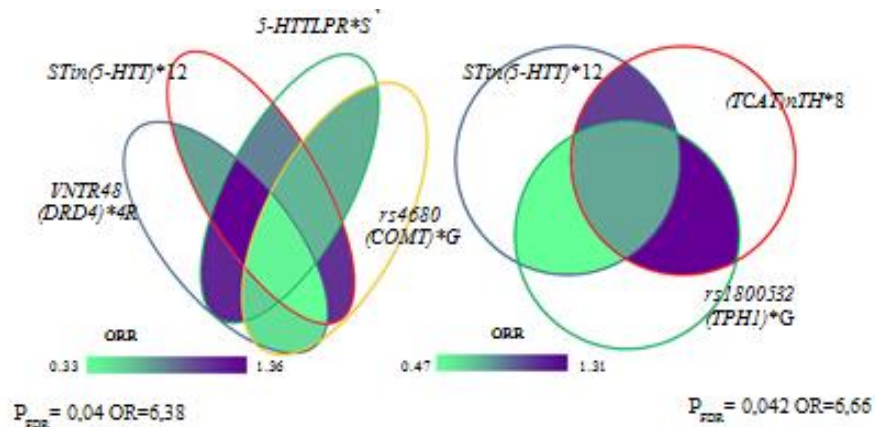 5-HTTLPR*S
STin(5-HTT)*12
VNTR48
(DRD4)*4R
rs4680
(COMT)*G
ORR
0.33
1.36
P_FDR= 0,04 OR=6,38
STin(5-HTT)*12
(TCAT)nTH*8
rs1800532
(TPH1)*G
ORR
0.47
1.31
P_FDR= 0,042 OR=6,66